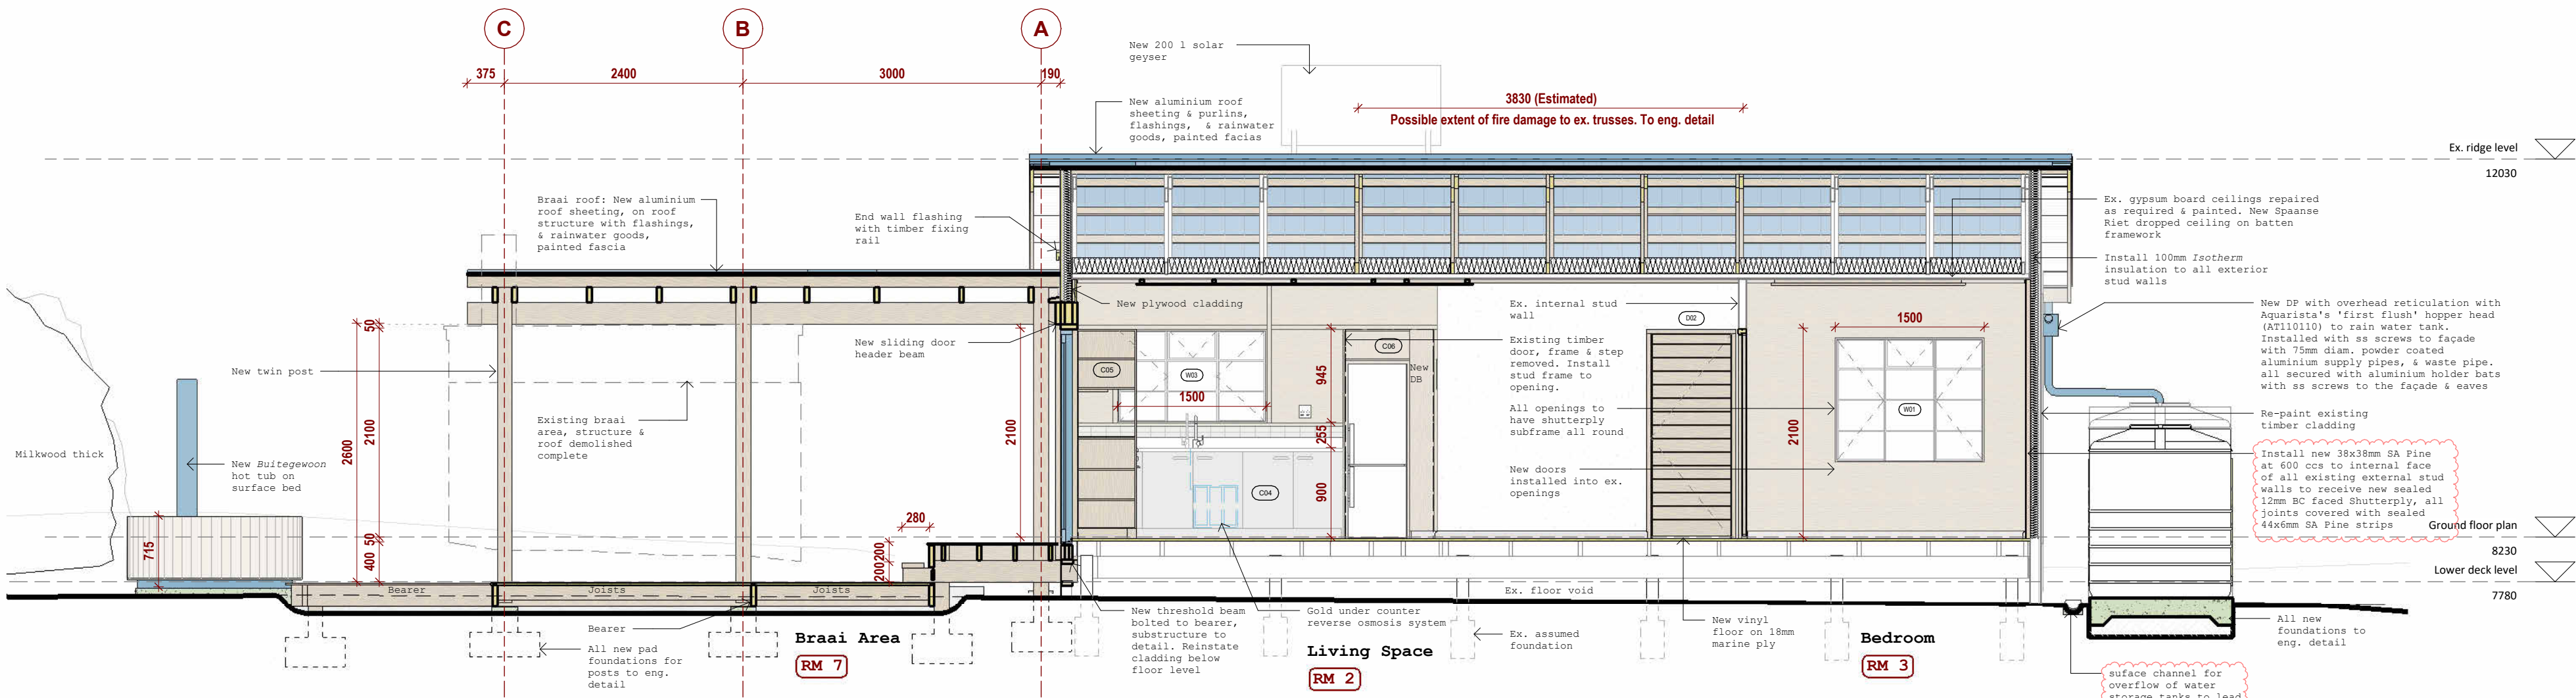 C
B
A
375
2400
3000
190
New 200 l solar
geyser
3830 (Estimated)
Possible extent of fire damage to ex. trusses. To eng. detail
New aluminium roof
sheeting & purlins,
flashings, & rainwater
goods, painted facias
Ex. ridge level
12030
Braai roof: New aluminium
roof sheeting, on roof
structure with flashings,
& rainwater goods,
painted fascia
End wall flashing
with timber fixing
rail
Ex. gypsum board ceilings repaired
as required & painted. New Spaanse
Riet dropped ceiling on batten
framework
Install 100mm Isotherm
insulation to all exterior
stud walls
New plywood cladding
New sliding door
header beam
Ex. internal stud
wall
D02
1500
New DP with overhead reticulation with
Aquarista's 'first flush' hopper head
(AT110110) to rain water tank.
Installed with ss screws to façade
with 75mm diam. powder coated
aluminium supply pipes, & waste pipe.
all secured with aluminium holder bats
with ss screws to the façade & eaves
50
2600
2100
50
400
New twin post
Existing braai
area, structure &
roof demolished
complete
2100
C05
W03
1500
C06
New
DB
945
255
900
Existing timber
door, frame & step
removed. Install
stud frame to
opening.
All openings to
have shutterply
subframe all round
New doors
installed into ex.
openings
2100
W01
Re-paint existing
timber cladding
Milkwood thick
New Buitegewoon
hot tub on
surface bed
715
280
200
200
C04
Install new 38x38mm SA Pine
at 600 ccs to internal face
of all existing external stud
walls to receive new sealed
12mm BC faced Shutterply, all
joints covered with sealed
44x6mm SA Pine strips
Ground floor plan
8230
Lower deck level
7780
Bearer
Joists
Joists
Ex. floor void
Bearer
All new pad
foundations for
posts to eng.
detail
Braai Area
RM 7
New threshold beam
bolted to bearer,
substructure to
detail. Reinstate
cladding below
floor level
Gold under counter
reverse osmosis system
Living Space
RM 2
Ex. assumed
foundation
New vinyl
floor on 18mm
marine ply
Bedroom
RM 3
All new
foundations to
eng. detail
suface channel for
overflow of water
storage tanks to lead